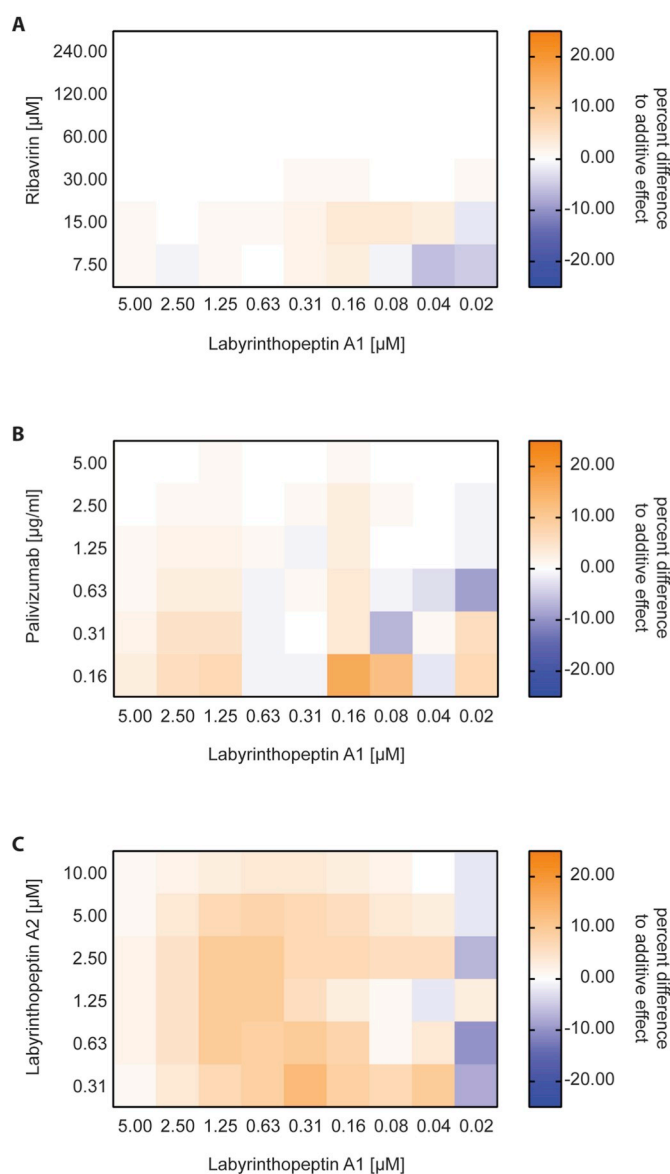 A
Ribavirin [µM]
240.00
120.00
60.00
30.00
15.00
7.50
5.00 2.50 1.25 0.63 0.31 0.16 0.08 0.04 0.02
Labyrinthopeptin A1 [µM]
20.00
10.00
0.00
-10.00
-20.00
percent difference
to additive effect
B
Palivizumab [µg/ml]
5.00
2.50
1.25
0.63
0.31
0.16
5.00 2.50 1.25 0.63 0.31 0.16 0.08 0.04 0.02
Labyrinthopeptin A1 [µM]
20.00
10.00
0.00
-10.00
-20.00
percent difference
to additive effect
C
Labyrinthopeptin A2 [µM]
10.00
5.00
2.50
1.25
0.63
0.31
5.00 2.50 1.25 0.63 0.31 0.16 0.08 0.04 0.02
Labyrinthopeptin A1 [µM]
20.00
10.00
0.00
-10.00
-20.00
percent difference
to additive effect